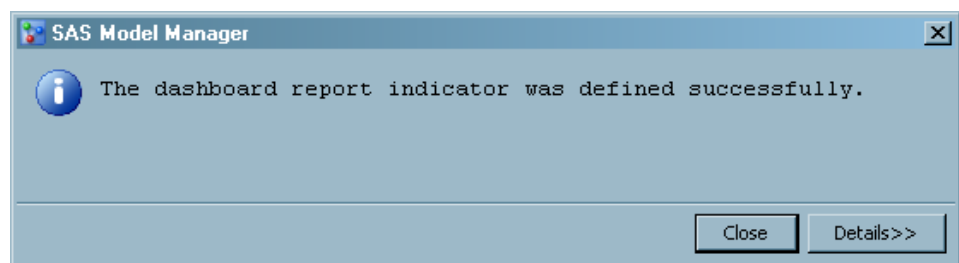 SAS Model Manager
The dashboard report indicator was defined successfully.
Close Details>>